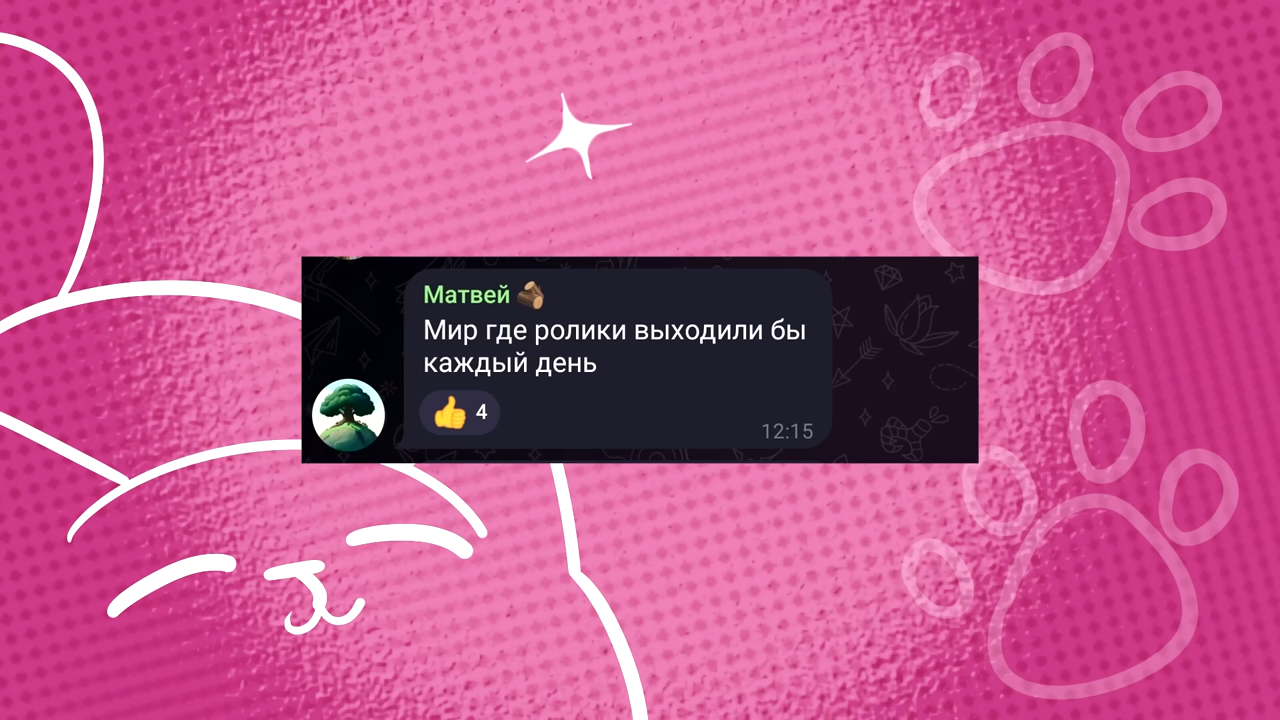 Матвей 🪵
Мир где ролики выходили бы
каждый день
👍 4
12:15